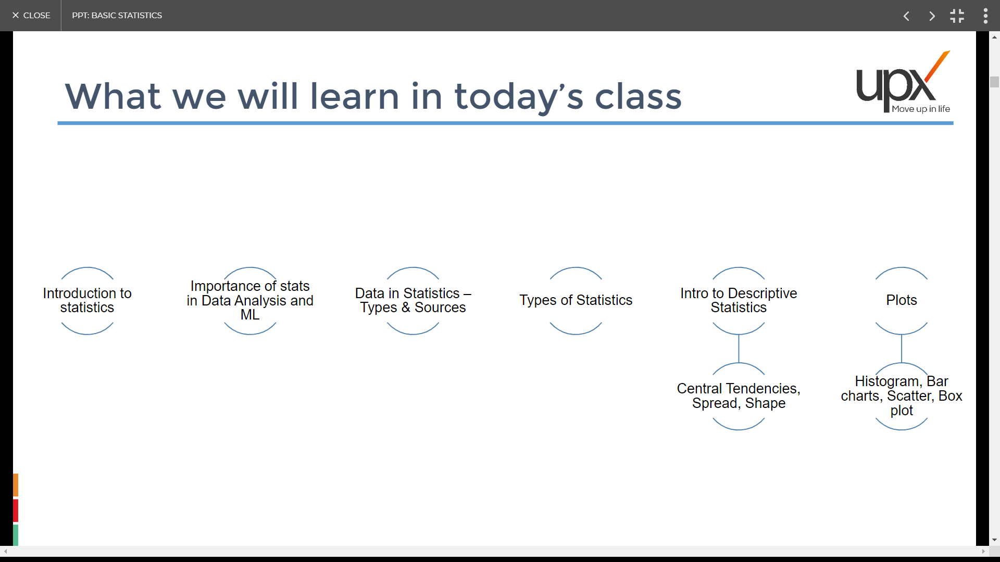 CLOSE
PPT: BASIC STATISTICS
What we will learn in today’s class
upx
Move up in life
Introduction to
statistics
Importance of stats
in Data Analysis and
ML
Data in Statistics –
Types & Sources
Types of Statistics
Intro to Descriptive
Statistics
Plots
Central Tendencies,
Spread, Shape
Histogram, Bar
charts, Scatter, Box
plot